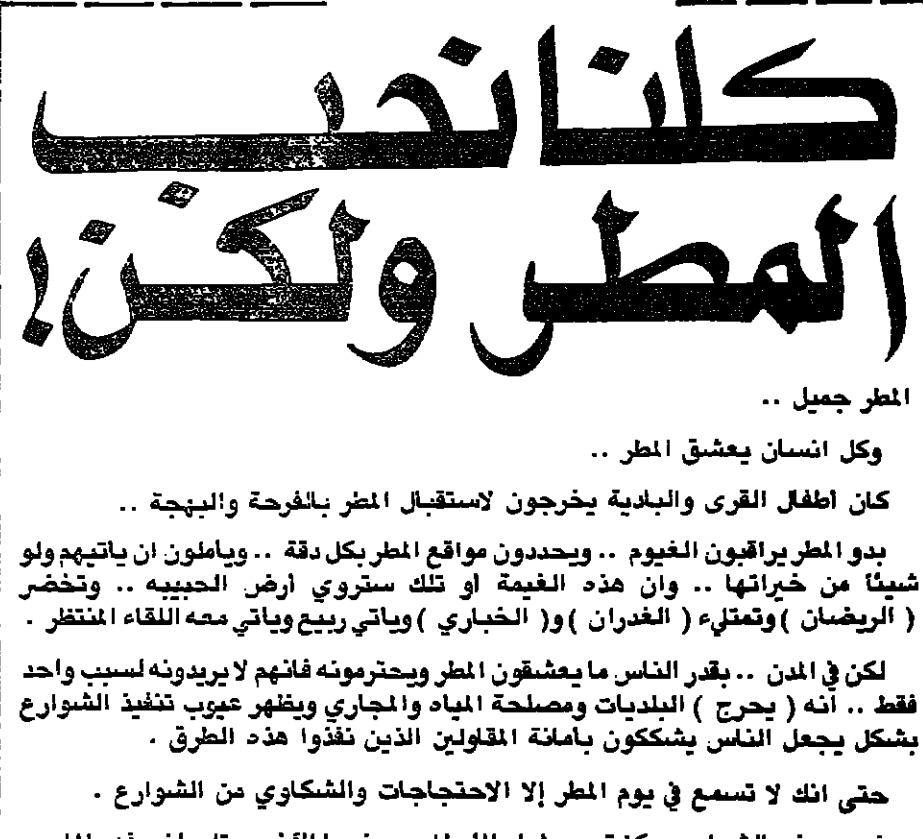 كلنا نحب
المطر ولكن!
المطر جميل ..
وكل انسان يعشق المطر ..
كان أطفال القرى والبادية يخرجون لاستقبال المطر بالفرحة والبهجة ..
بدو المطر يراقبون الغيوم .. ويحددون مواقع المطر بكل دقة .. وياملون ان ياتيهم ولو
شيئاً من خيراتها .. وان هذه الغيمة او تلك ستروي أرض الحبيبه .. وتخضر
( الريضان ) وتمتليء ( الغدران ) و( الخباري ) وياتي ربيع وياتي معه اللقاء المنتظر .
لكن في المدن .. بقدر الناس ما يعشقون المطر ويحترمونه فانهم لا يريدونه لسبب واحد
فقط .. أنه ( يحرج ) البلديات ومصلحة المياه والمجاري ويظهر عيوب تنفيذ الشوارع
بشكل يجعل الناس يشككون بأمانة المقاولين الذين نفذوا هذه الطرق .
حتى انك لا تسمع في يوم المطر إلا الاحتجاجات والشكاوي من الشوارع .